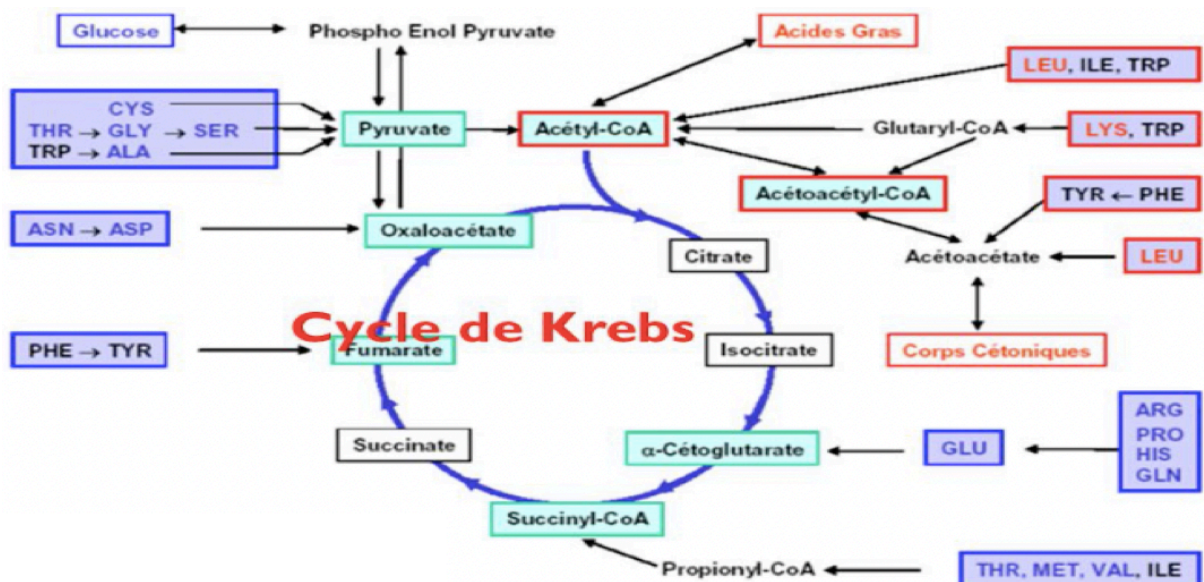 Glucose
Phospho Enol Pyruvate
Acides Gras
LEU, ILE, TRP
CYS
THR → GLY → SER
TRP → ALA
Pyruvate
Acétyl-CoA
Glutaryl-CoA
LYS, TRP
Acétoacétyl-CoA
TYR ← PHE
ASN → ASP
Oxaloacétate
Citrate
Acétoacétate
LEU
Cycle de Krebs
PHE → TYR
Fumarate
Isocitrate
Corps Cétoniques
Succinate
α-Cétoglutarate
GLU
ARG
PRO
HIS
GLN
Succinyl-CoA
Propionyl-CoA
THR, MET, VAL, ILE